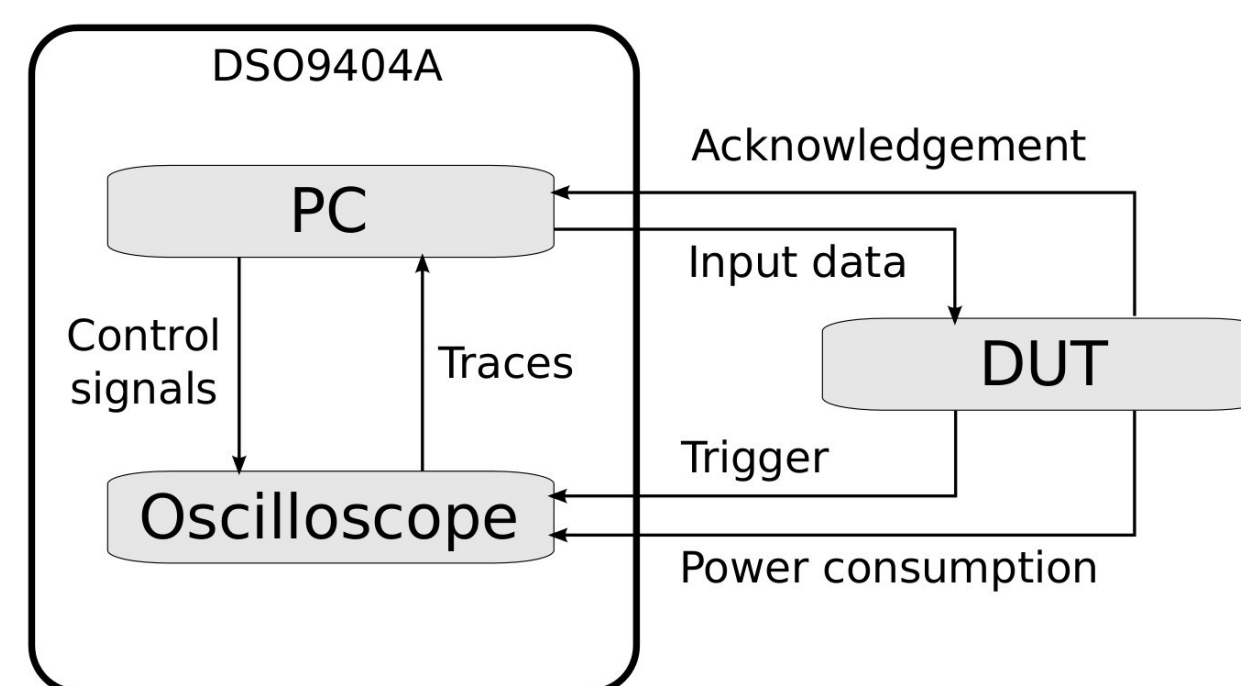 DSO9404A
Acknowledgement
PC
Input data
Control
signals
Traces
DUT
Trigger
Oscilloscope
Power consumption